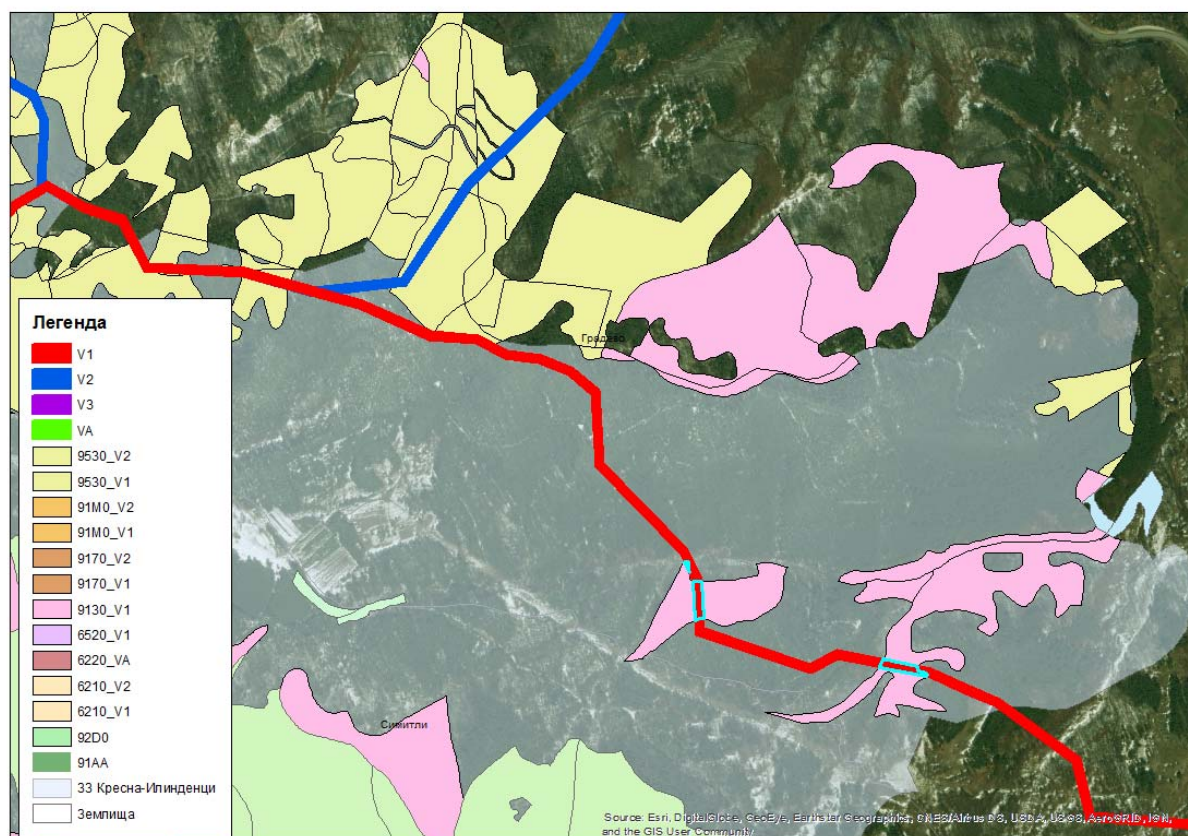 Градево
Легенда
V1
V2
V3
VA
9530_V2
9530_V1
91M0_V2
91M0_V1
9170_V2
9170_V1
9130_V1
6520_V1
6220_VA
6210_V2
6210_V1
92D0
91AA
ЗЗ Кресна-Илинденци
Землища
Симитли
Source: Esri, DigitalGlobe, GeoEye, Earthstar Geographics, CNES/Airbus DS, USDA, USGS, AeroGRID, IGN,
and the GIS User Community